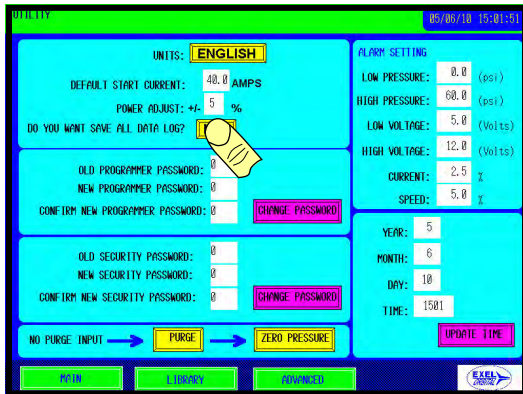 UTILITY
05/06/10 15:01:51
UNITS: ENGLISH
DEFAULT START CURRENT: 40.0 AMPS
POWER ADJUST: +/- 5 %
DO YOU WANT SAVE ALL DATA LOG?
OLD PROGRAMMER PASSWORD: 0
NEW PROGRAMMER PASSWORD: 0
CONFIRM NEW PROGRAMMER PASSWORD: 0 CHANGE PASSWORD
OLD SECURITY PASSWORD: 0
NEW SECURITY PASSWORD: 0
CONFIRM NEW SECURITY PASSWORD: 0 CHANGE PASSWORD
NO PURGE INPUT PURGE ZERO PRESSURE
ALARM SETTING
LOW PRESSURE: 0.0 (psi)
HIGH PRESSURE: 60.0 (psi)
LOW VOLTAGE: 5.0 (Volts)
HIGH VOLTAGE: 12.0 (Volts)
CURRENT: 2.5 %
SPEED: 5.0 %
YEAR: 5
MONTH: 6
DAY: 10
TIME: 1501
UPDATE TIME
MAIN LIBRARY ADVANCED
EXEL
ORBITAL